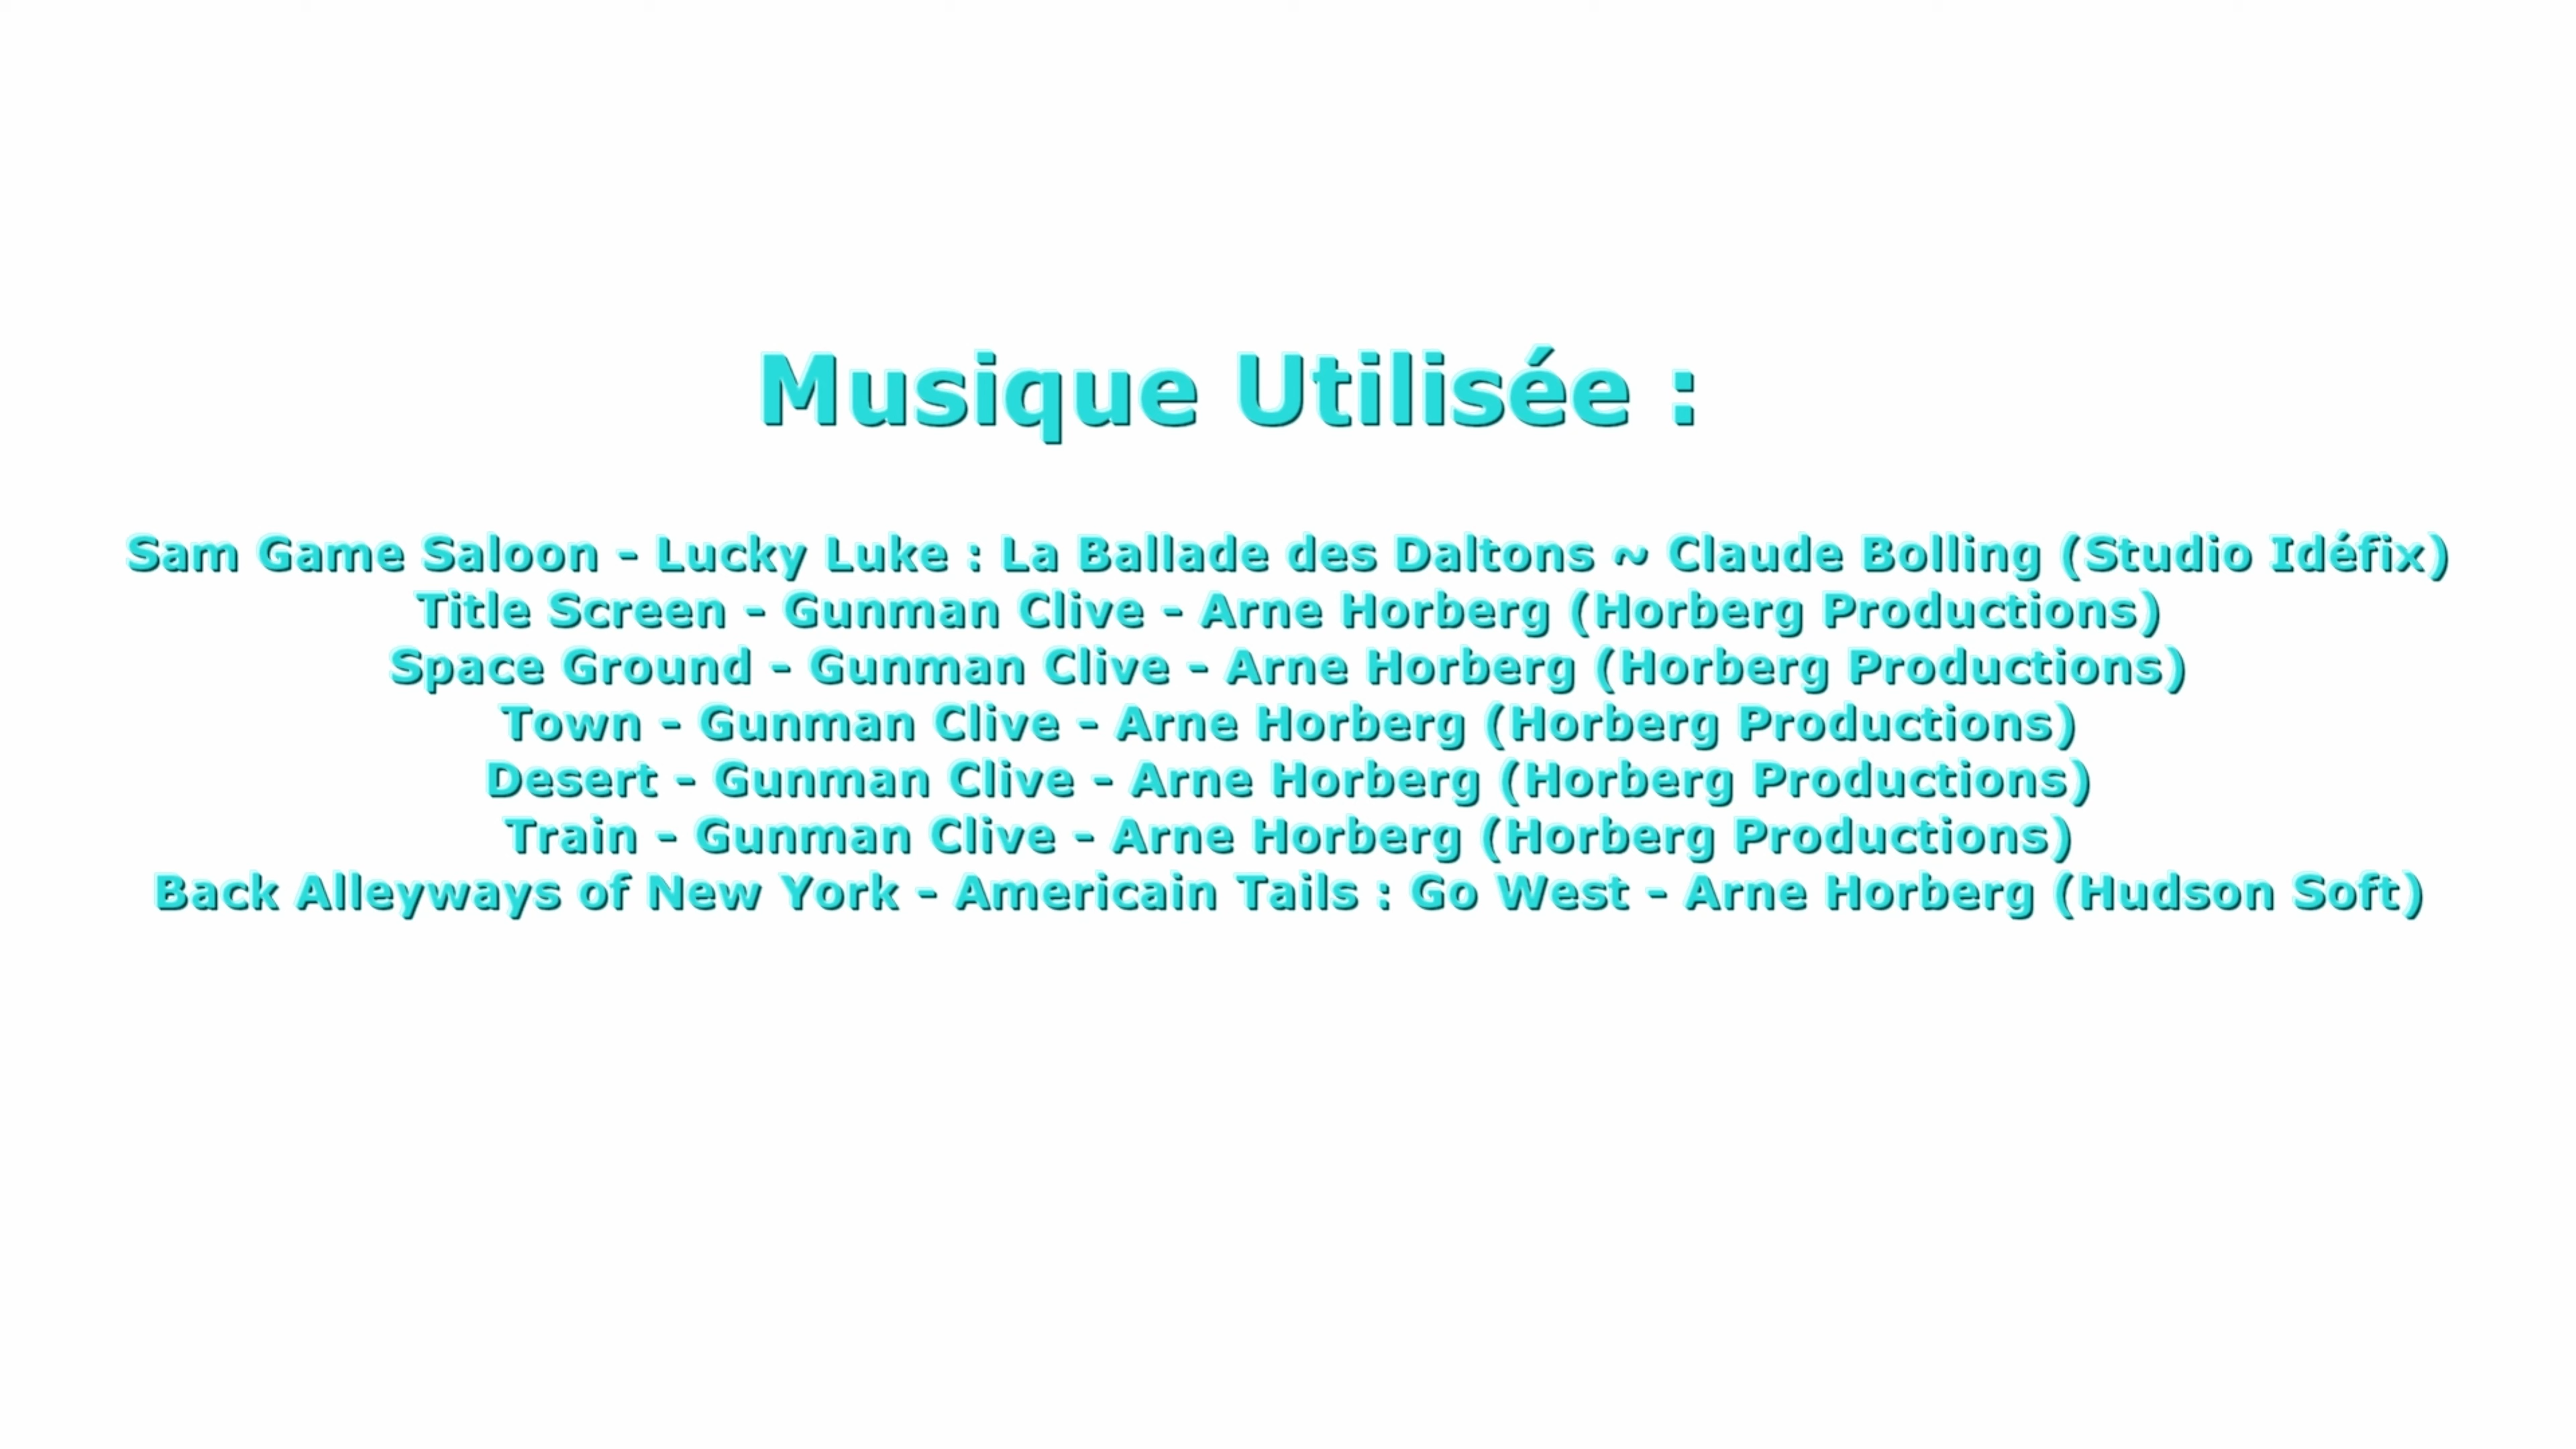 Musique Utilisée :
Sam Game Saloon - Lucky Luke : La Ballade des Daltons ~ Claude Bolling (Studio Idéfix)
Title Screen - Gunman Clive - Arne Horberg (Horberg Productions)
Space Ground - Gunman Clive - Arne Horberg (Horberg Productions)
Town - Gunman Clive - Arne Horberg (Horberg Productions)
Desert - Gunman Clive - Arne Horberg (Horberg Productions)
Train - Gunman Clive - Arne Horberg (Horberg Productions)
Back Alleyways of New York - Americain Tails : Go West - Arne Horberg (Hudson Soft)